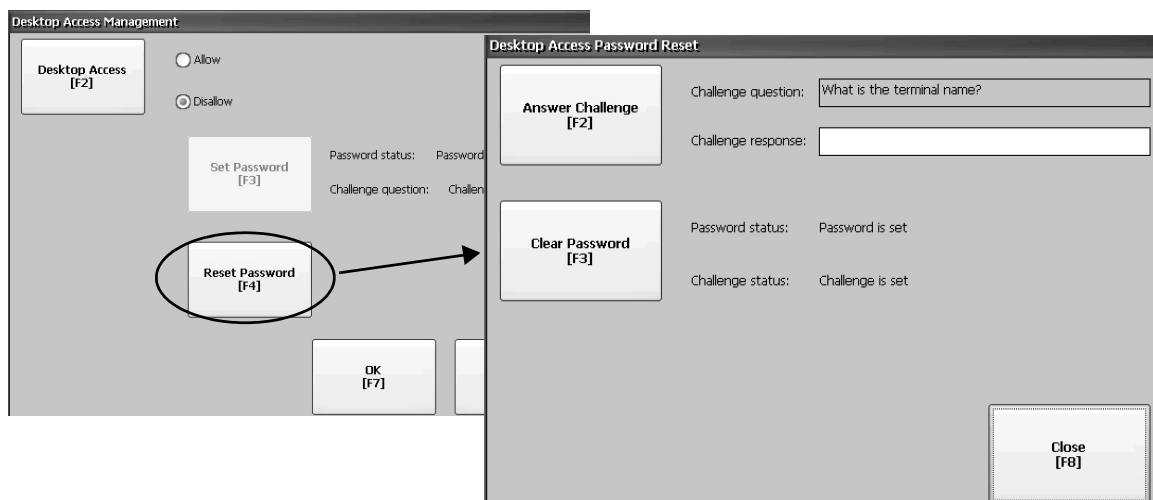 Desktop Access Management
Desktop Access
[F2]
Allow
Disallow
Set Password
[F3]
Password status: Password
Challenge question: Challen
Reset Password
[F4]
OK
[F7]
Desktop Access Password Reset
Answer Challenge
[F2]
Challenge question: What is the terminal name?
Challenge response:
Clear Password
[F3]
Password status: Password is set
Challenge status: Challenge is set
Close
[F8]